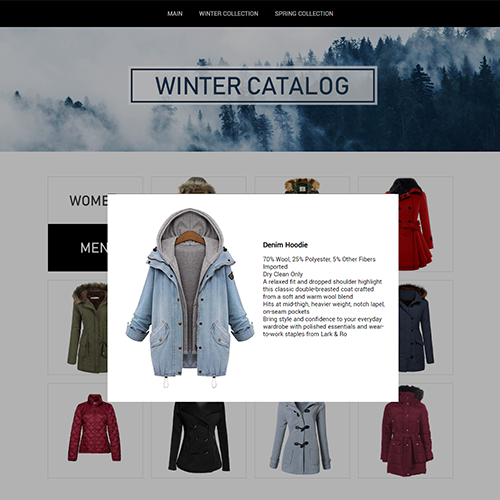 MAIN
WINTER COLLECTION
SPRING COLLECTION
WINTER CATALOG
WOME
MEN
Denim Hoodie
70% Wool, 25% Polyester, 5% Other Fibers
Imported
Dry Clean Only
A relaxed fit and dropped shoulder highlight
this classic double-breasted coat crafted
from a soft and warm wool blend
Hits at mid-thigh, heavier weight, notch lapel,
on-seam pockets
Bring style and confidence to your everyday
wardrobe with polished essentials and wear-
to-work staples from Lark & Ro